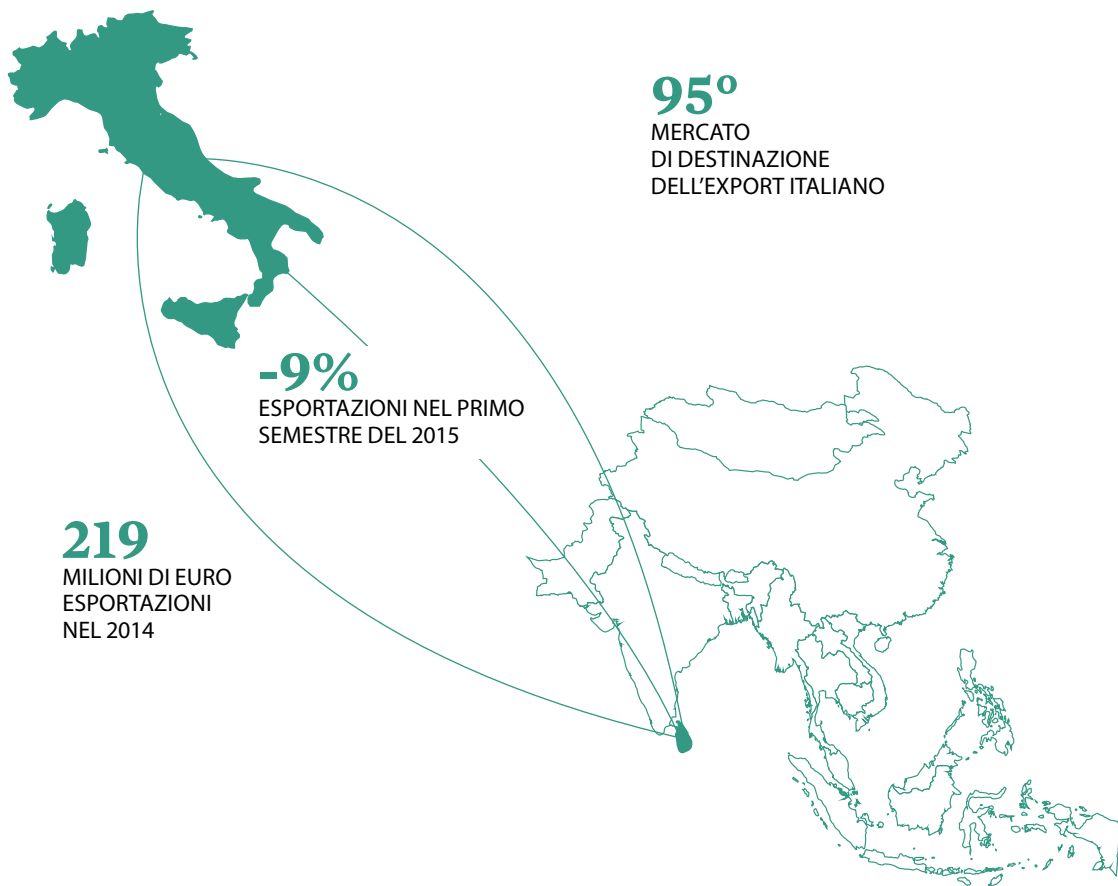 95º
MERCATO
DI DESTINAZIONE
DELL’EXPORT ITALIANO
-9%
ESPORTAZIONI NEL PRIMO
SEMESTRE DEL 2015
219
MILIONI DI EURO
ESPORTAZIONI
NEL 2014